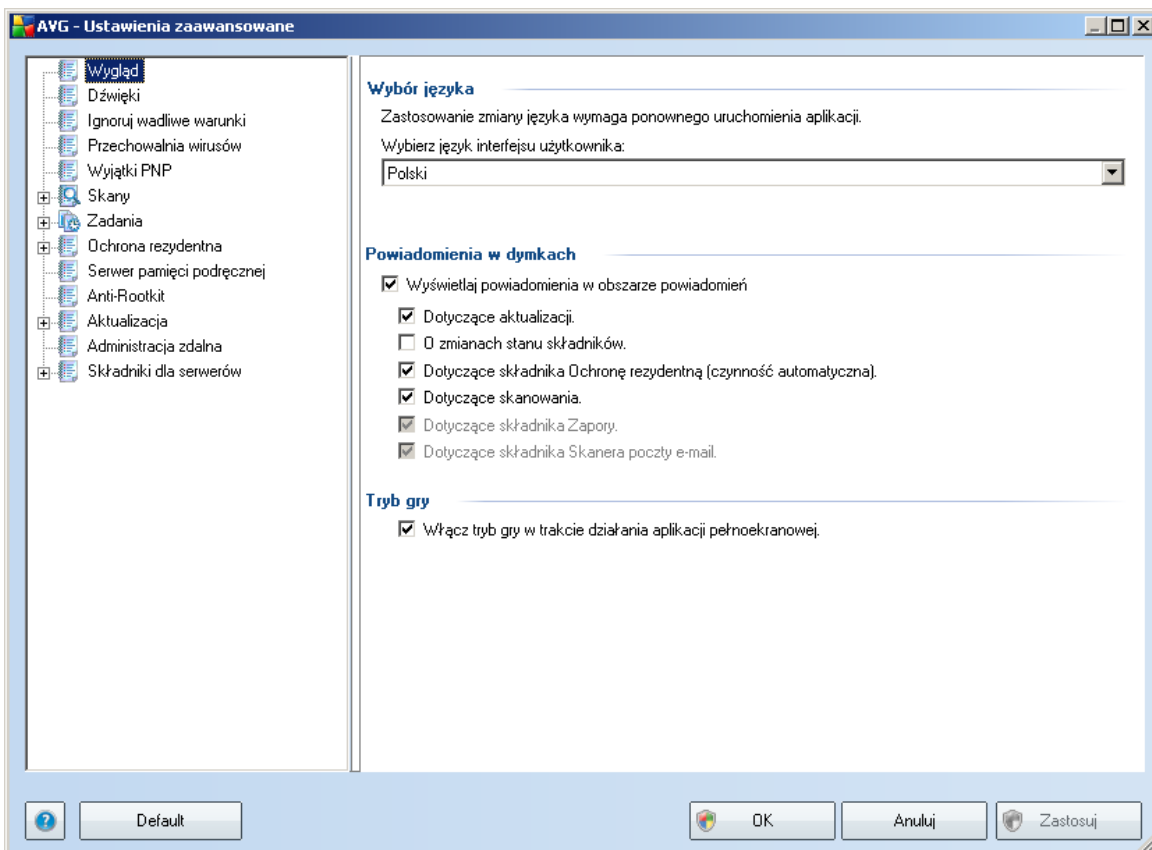 AVG - Ustawienia zaawansowane
Wygląd
Dźwięki
Ignoruj wadliwe warunki
Przechowalnia wirusów
Wyjątki PNP
Skany
Zadania
Ochrona rezydentna
Serwer pamięci podręcznej
Anti-Rootkit
Aktualizacja
Administracja zdalna
Składniki dla serwerów
Wybór języka
Zastosowanie zmiany języka wymaga ponownego uruchomienia aplikacji.
Wybierz język interfejsu użytkownika:
Polski
Powiadomienia w dymkach
Wyświetlaj powiadomienia w obszarze powiadomień
Dotyczące aktualizacji.
O zmianach stanu składników.
Dotyczące składnika Ochronę rezydentną (czynność automatyczna).
Dotyczące skanowania.
Dotyczące składnika Zapory.
Dotyczące składnika Skanera poczty e-mail.
Tryb gry
Włącz tryb gry w trakcie działania aplikacji pełnoekranowej.
Default
OK
Anuluj
Zastosuj